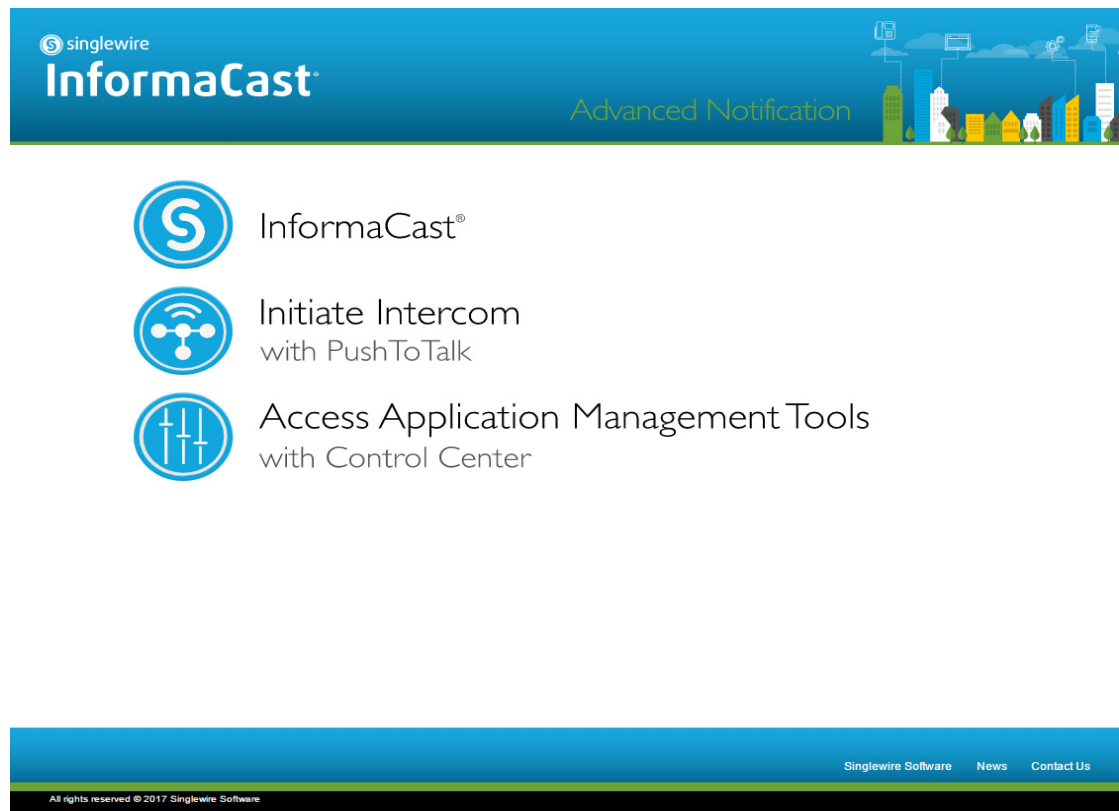 singlewire
InformaCast
Advanced Notification
InformaCast®
Initiate Intercom
with PushToTalk
Access Application Management Tools
with Control Center
Singlewire Software News Contact Us
All rights reserved © 2017 Singlewire Software